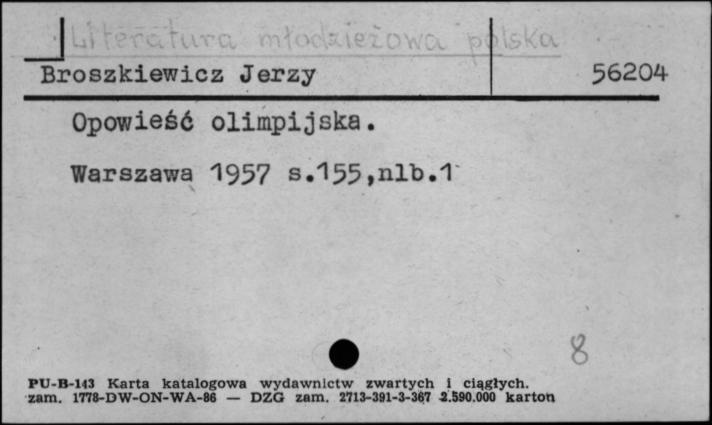 Literatura młodzieżowa polska
Broszkiewicz Jerzy 56204
Opowieść olimpijska.
Warszawa 1957 s.155,nlb.1
8
PU-B-143 Karta katalogowa wydawnictw zwartych i ciągłych.
zam. 1778-DW-ON-WA-86 — DZG zam. 2713-391-3-367 2.590.000 karton